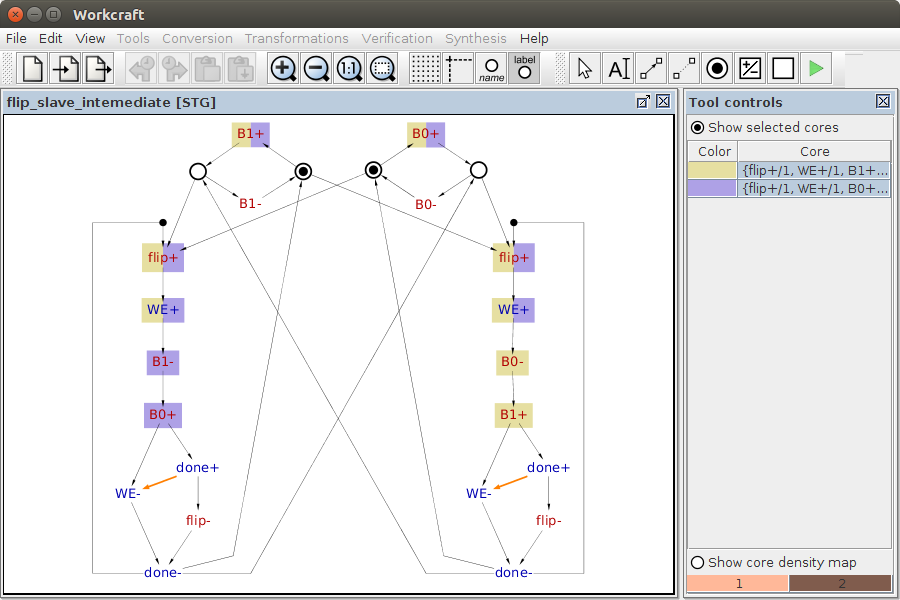 Workcraft
File Edit View Tools Conversion Transformations Verification Synthesis Help
1:1 name label AI
flip_slave_intemediate [STG]
Tool controls
Show selected cores
Color Core
{flip+/1, WE+/1, B1+...
{flip+/1, WE+/1, B0+...
B1+ B0+
B1- B0-
flip+ flip+
WE+ WE+
B1- B0-
B0+ B1+
done+ done+
WE- WE-
flip- flip-
done- done-
Show core density map
1 2